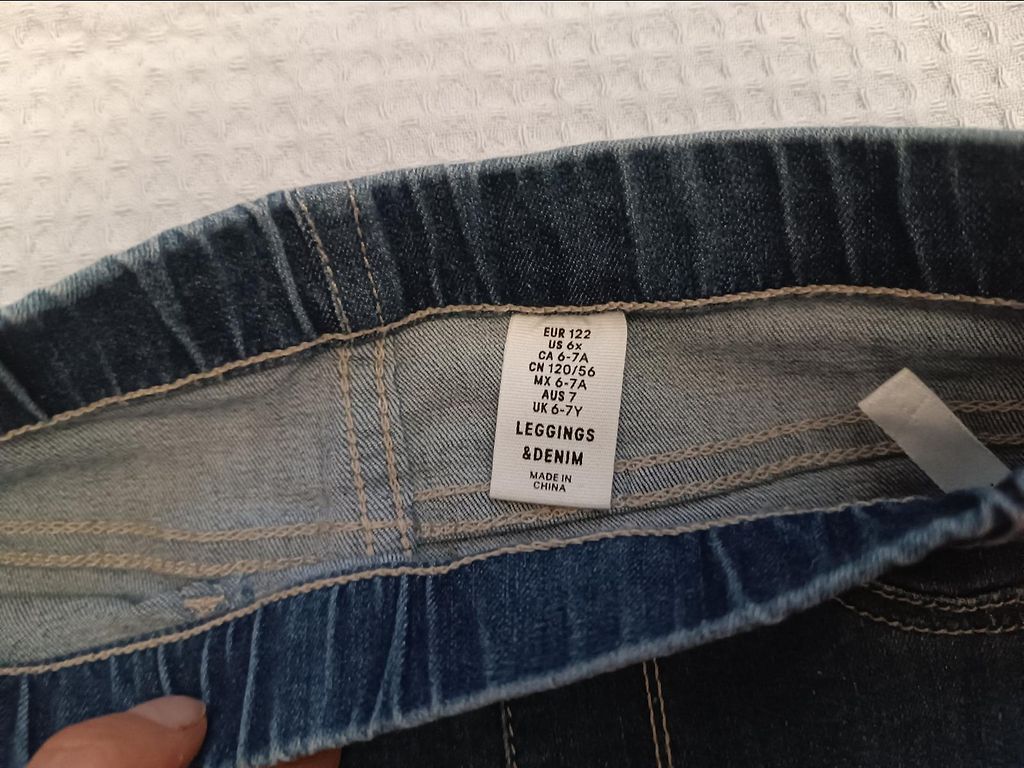 EUR 122
US 6x
CA 6-7A
CN 120/56
MX 6-7A
AUS 7
UK 6-7Y
LEGGINGS
&DENIM
MADE IN
CHINA